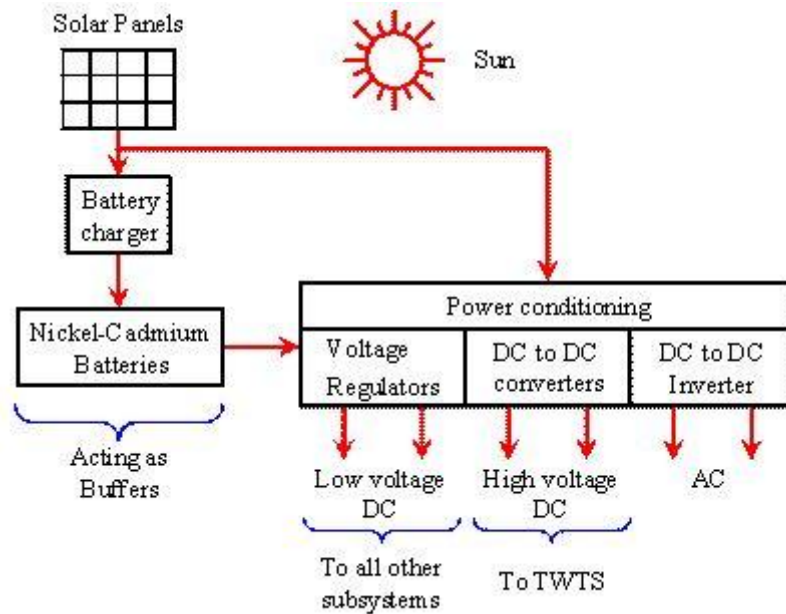 Solar Panels
Sun
Battery
charger
Nickel-Cadmium
Batteries
Acting as
Buffers
Power conditioning
Voltage
Regulators
DC to DC
converters
DC to DC
Inverter
Low voltage
DC
High voltage
DC
AC
To all other
subsystems
To TWTS